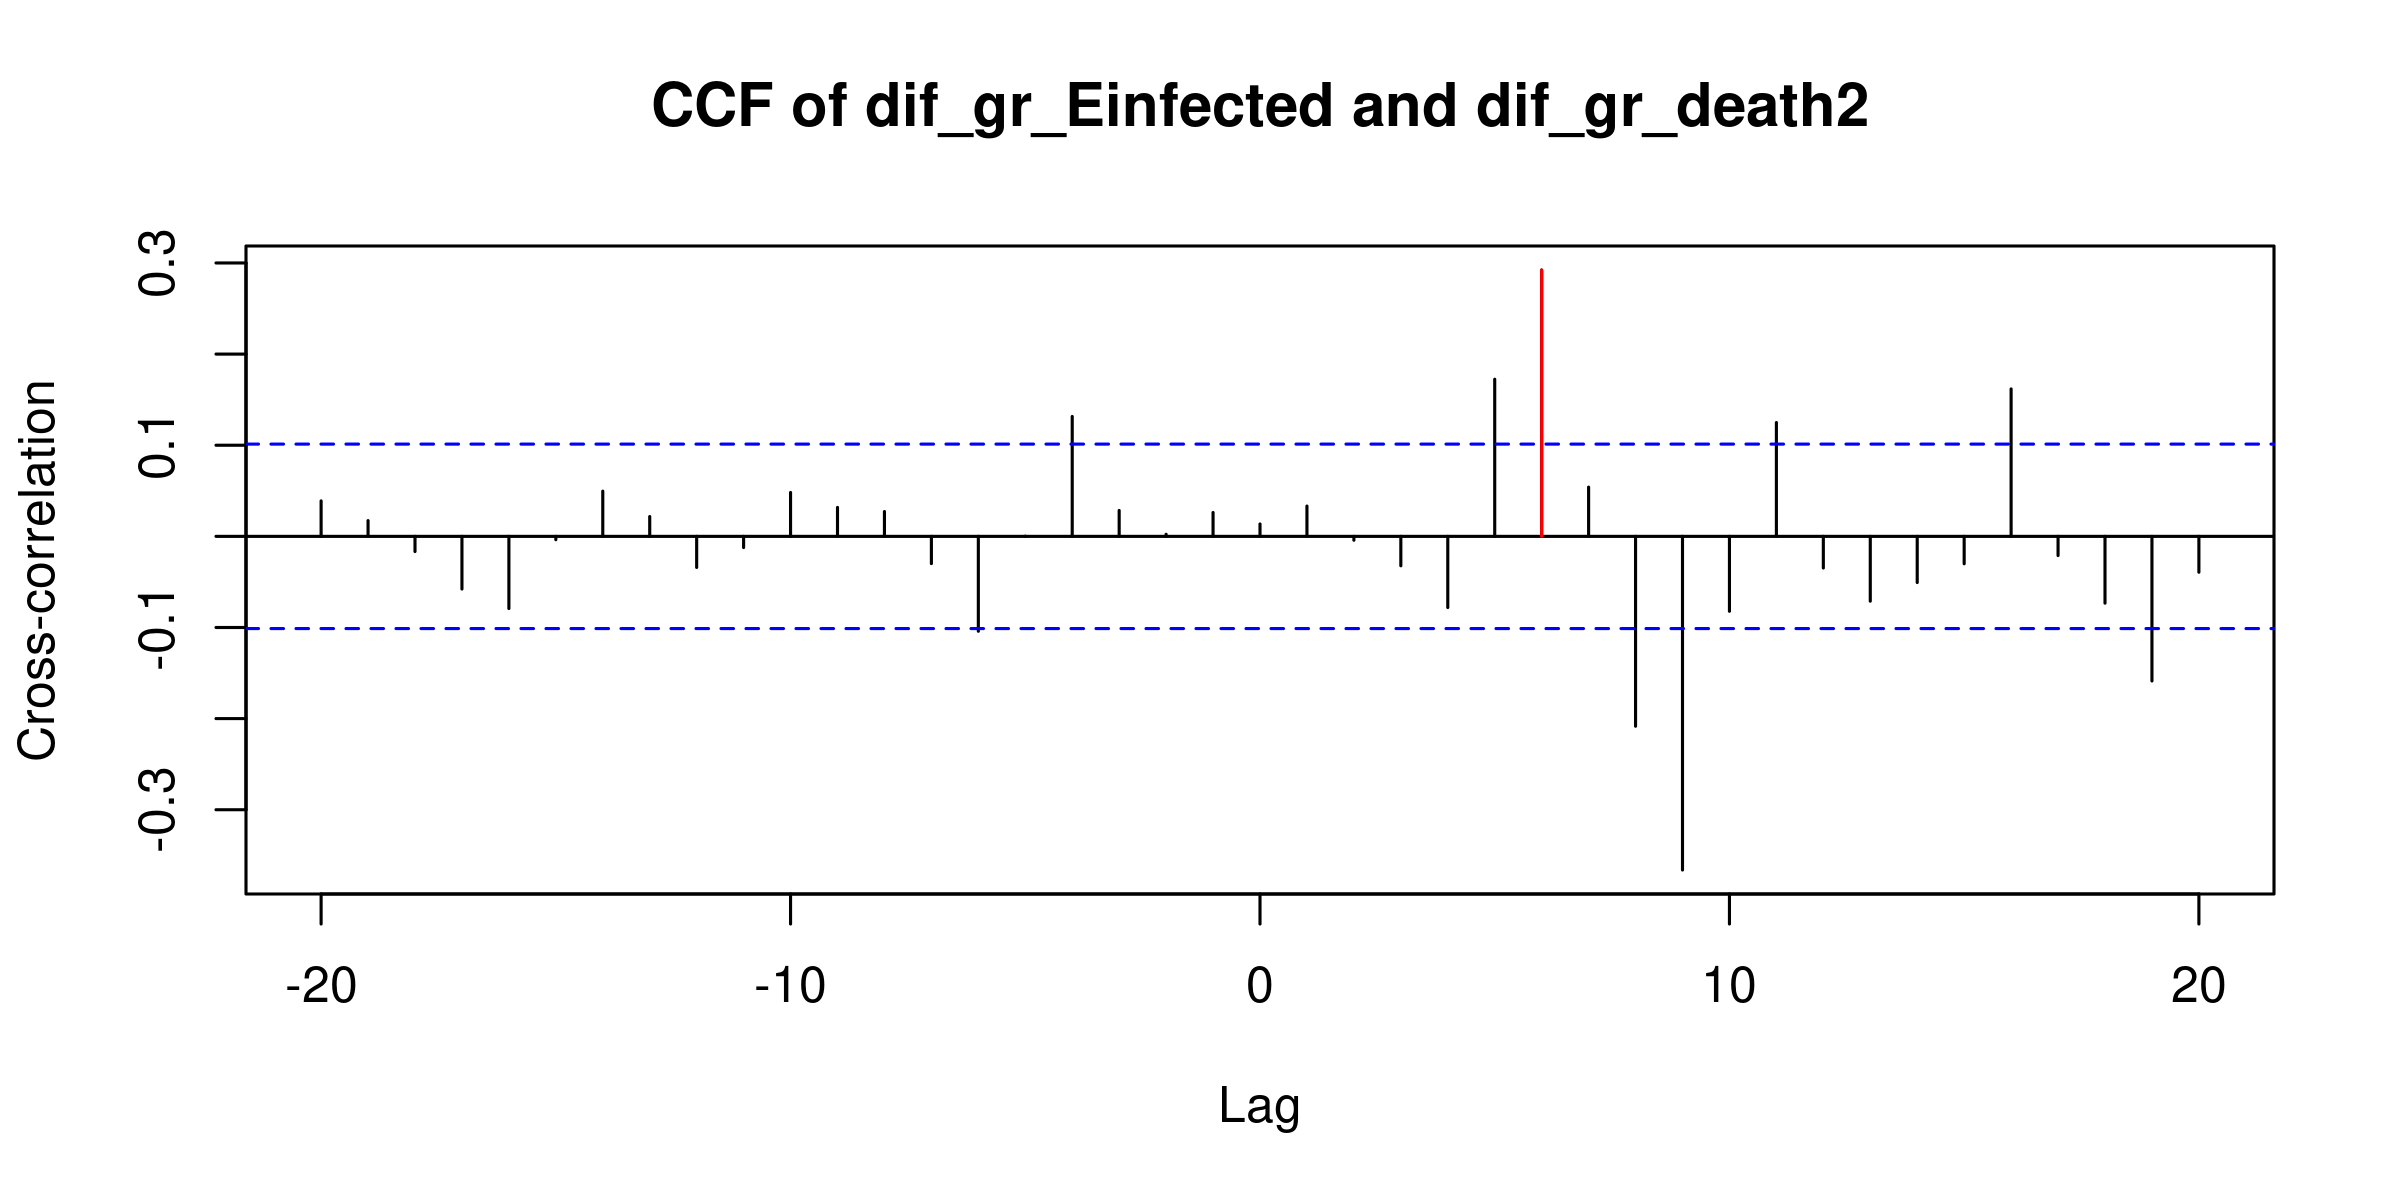 CCF of dif_gr_Einfected and dif_gr_death2
Cross-correlation
0.3
0.1
-0.1
-0.3
-20 -10 0 10 20
Lag